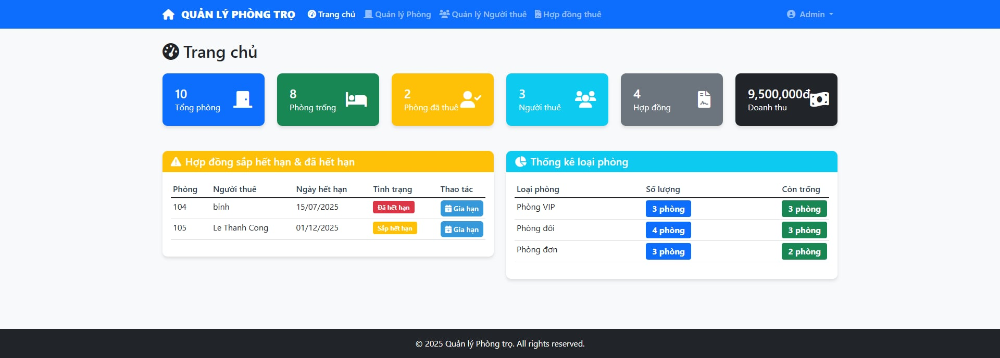 QUẢN LÝ PHÒNG TRỌ Trang chủ Quản lý Phòng Quản lý Người thuê Hợp đồng thuê Admin
Trang chủ
10
Tổng phòng
8
Phòng trống
2
Phòng đã thuê
3
Người thuê
4
Hợp đồng
9,500,000đ
Doanh thu
Hợp đồng sắp hết hạn & đã hết hạn
Phòng Người thuê Ngày hết hạn Tình trạng Thao tác
104 binh 15/07/2025 Đã hết hạn Gia hạn
105 Le Thanh Cong 01/12/2025 Sắp hết hạn Gia hạn
Thống kê loại phòng
Loại phòng Số lượng Còn trống
Phòng VIP 3 phòng 3 phòng
Phòng đôi 4 phòng 3 phòng
Phòng đơn 3 phòng 2 phòng
© 2025 Quản lý Phòng trọ. All rights reserved.